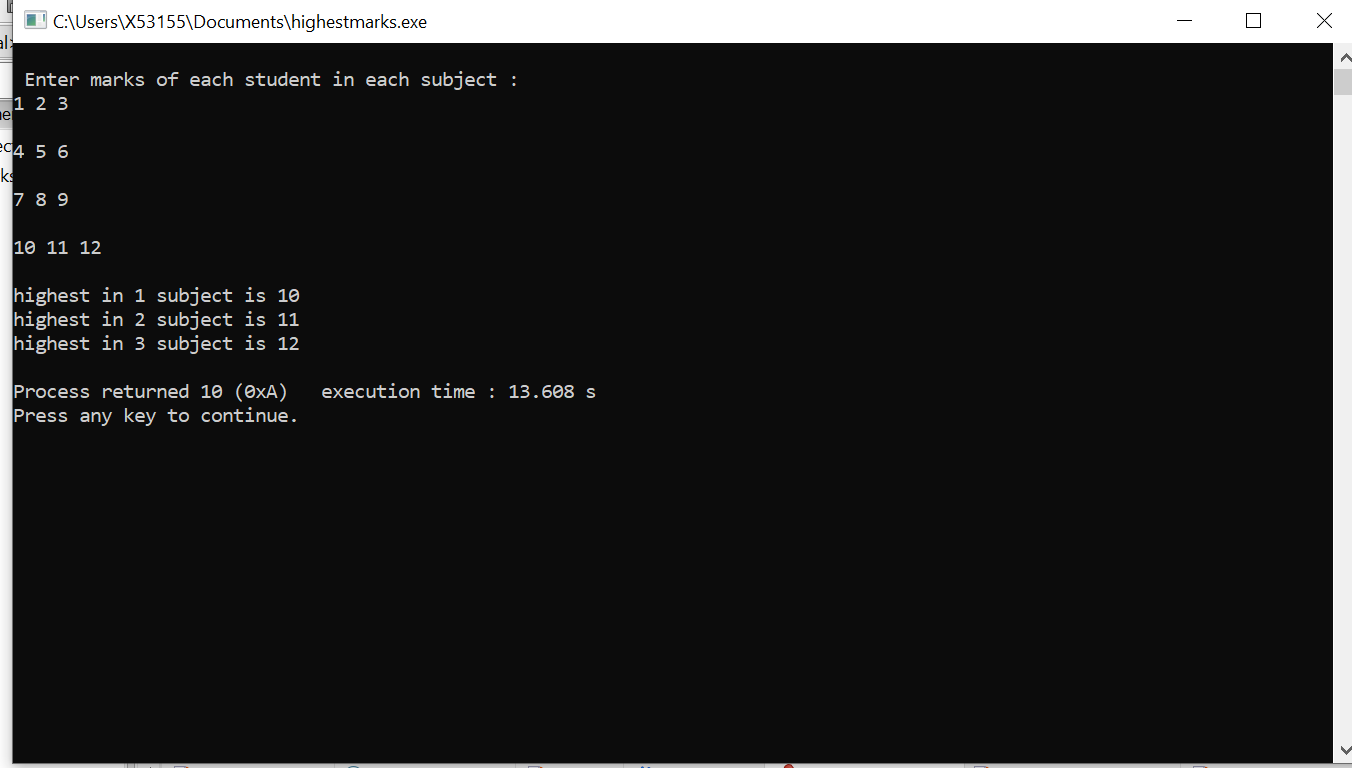 C:\Users\X53155\Documents\highestmarks.exe
Enter marks of each student in each subject :
1 2 3
4 5 6
7 8 9
10 11 12
highest in 1 subject is 10
highest in 2 subject is 11
highest in 3 subject is 12
Process returned 10 (0xA)   execution time : 13.608 s
Press any key to continue.